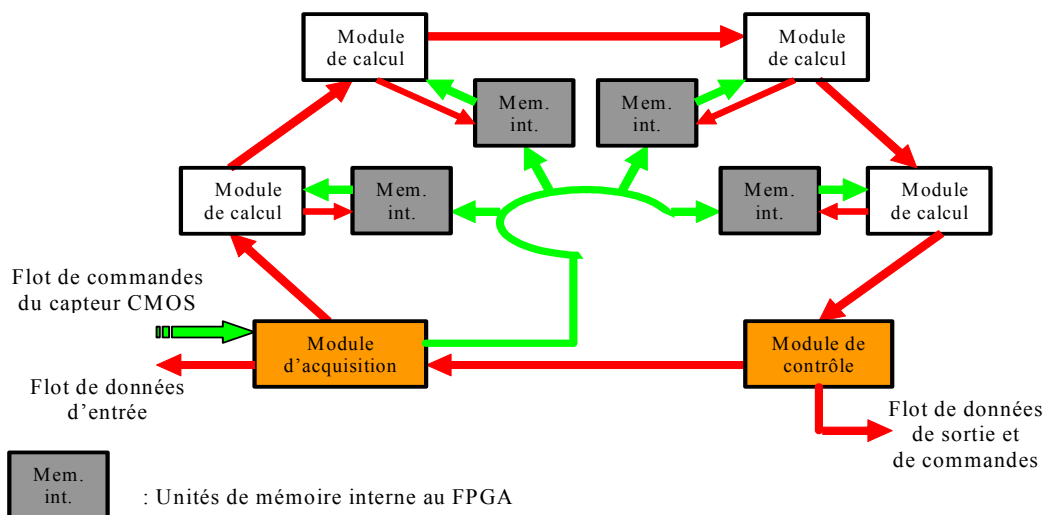 Module
de calcul
Module
de calcul
Mem.
int.
Mem.
int.
Module
de calcul
Mem.
int.
Mem.
int.
Module
de calcul
Flot de commandes
du capteur CMOS
Module
d’acquisition
Module de
contrôle
Flot de données
d’entrée
Flot de données
de sortie et
de commandes
Mem.
int.
: Unités de mémoire interne au FPGA